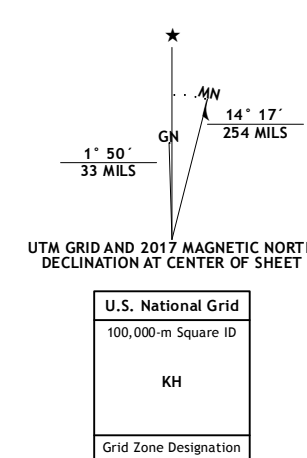 ★
MN
14° 17´
254 MILS
GN
1° 50´
33 MILS
UTM GRID AND 2017 MAGNETIC NORTH
DECLINATION AT CENTER OF SHEET
U.S. National Grid
100,000-m Square ID
KH
Grid Zone Designation